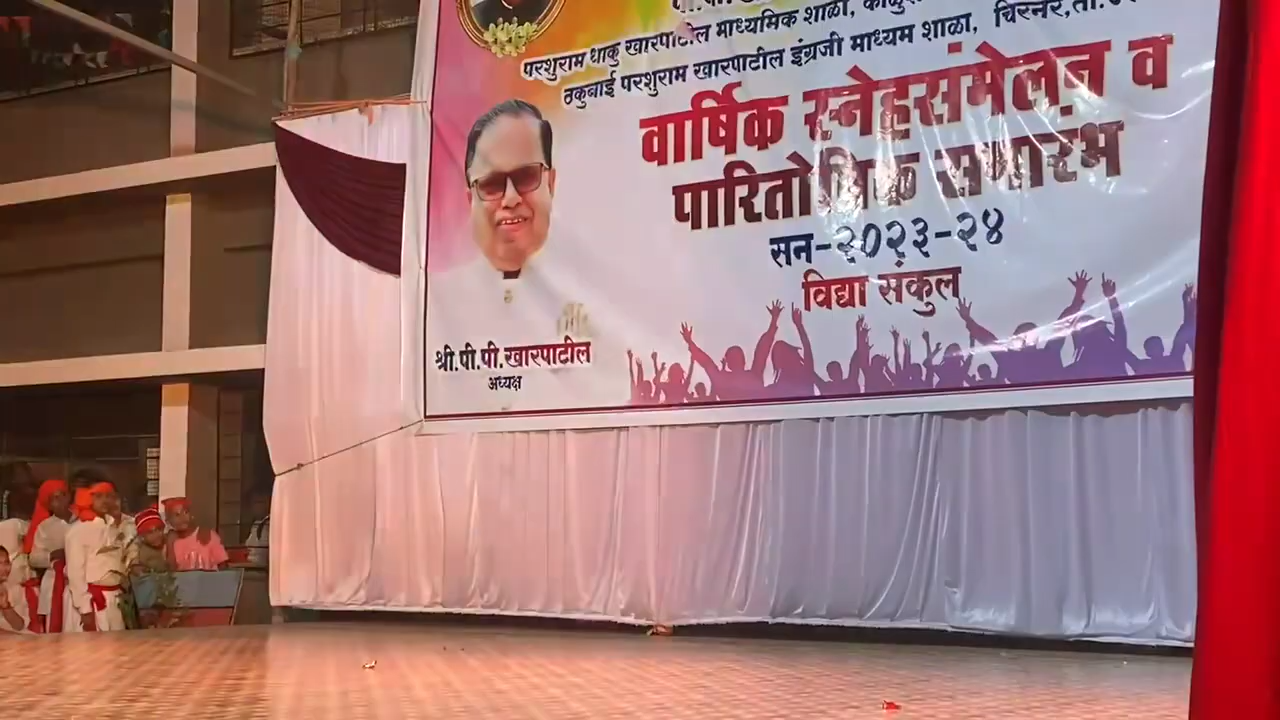 परशुराम धाकु खारपाटील माध्यमिक शाळा,
ठकुबाई परशुराम खारपाटील इंग्रजी माध्यम शाळा, चिरनेर,ता.
वार्षिक स्नेहसंमेलन व
पारितोषिक समारंभ
सन-२०२३-२४
विद्या संकुल
श्री.पी.पी.खारपाटील
अध्यक्ष